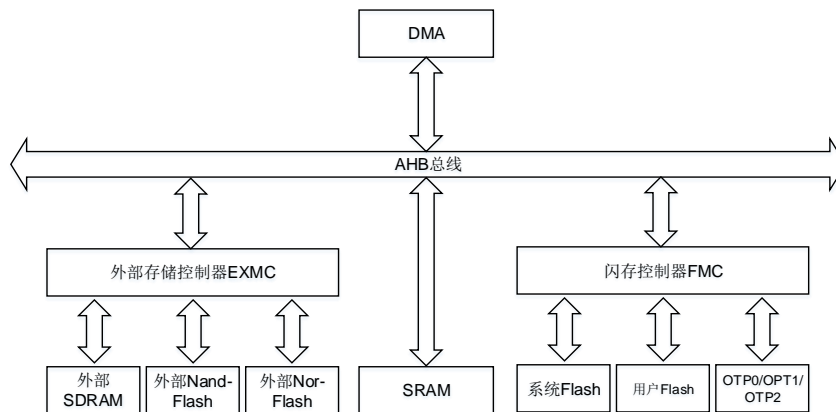 DMA
AHB总线
外部存储控制器EXMC
闪存控制器FMC
外部
SDRAM
外部Nand-
Flash
外部Nor-
Flash
SRAM
系统Flash
用户Flash
OTP0/OPT1/
OTP2